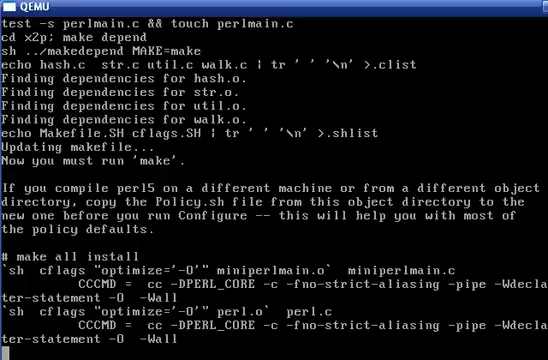 QEMU
test -s perlmain.c && touch perlmain.c
cd x2p; make depend
sh ../makedepend MAKE=make
echo hash.c  str.c util.c walk.c | tr ' ' '\n' >.clist
Finding dependencies for hash.o.
Finding dependencies for str.o.
Finding dependencies for util.o.
Finding dependencies for walk.o.
echo Makefile.SH cflags.SH | tr ' ' '\n' >.shlist
Updating makefile...
Now you must run 'make'.
If you compile perl5 on a different machine or from a different object
directory, copy the Policy.sh file from this object directory to the
new one before you run Configure -- this will help you with most of
the policy defaults.
# make all install
`sh  cflags "optimize='-O'" miniperlmain.o`  miniperlmain.c
CCCMD =  cc -DPERL_CORE -c -fno-strict-aliasing -pipe -Wdecla
ter-statement -O  -Wall
`sh  cflags "optimize='-O'" perl.o`  perl.c
CCCMD =  cc -DPERL_CORE -c -fno-strict-aliasing -pipe -Wdecla
ter-statement -O  -Wall